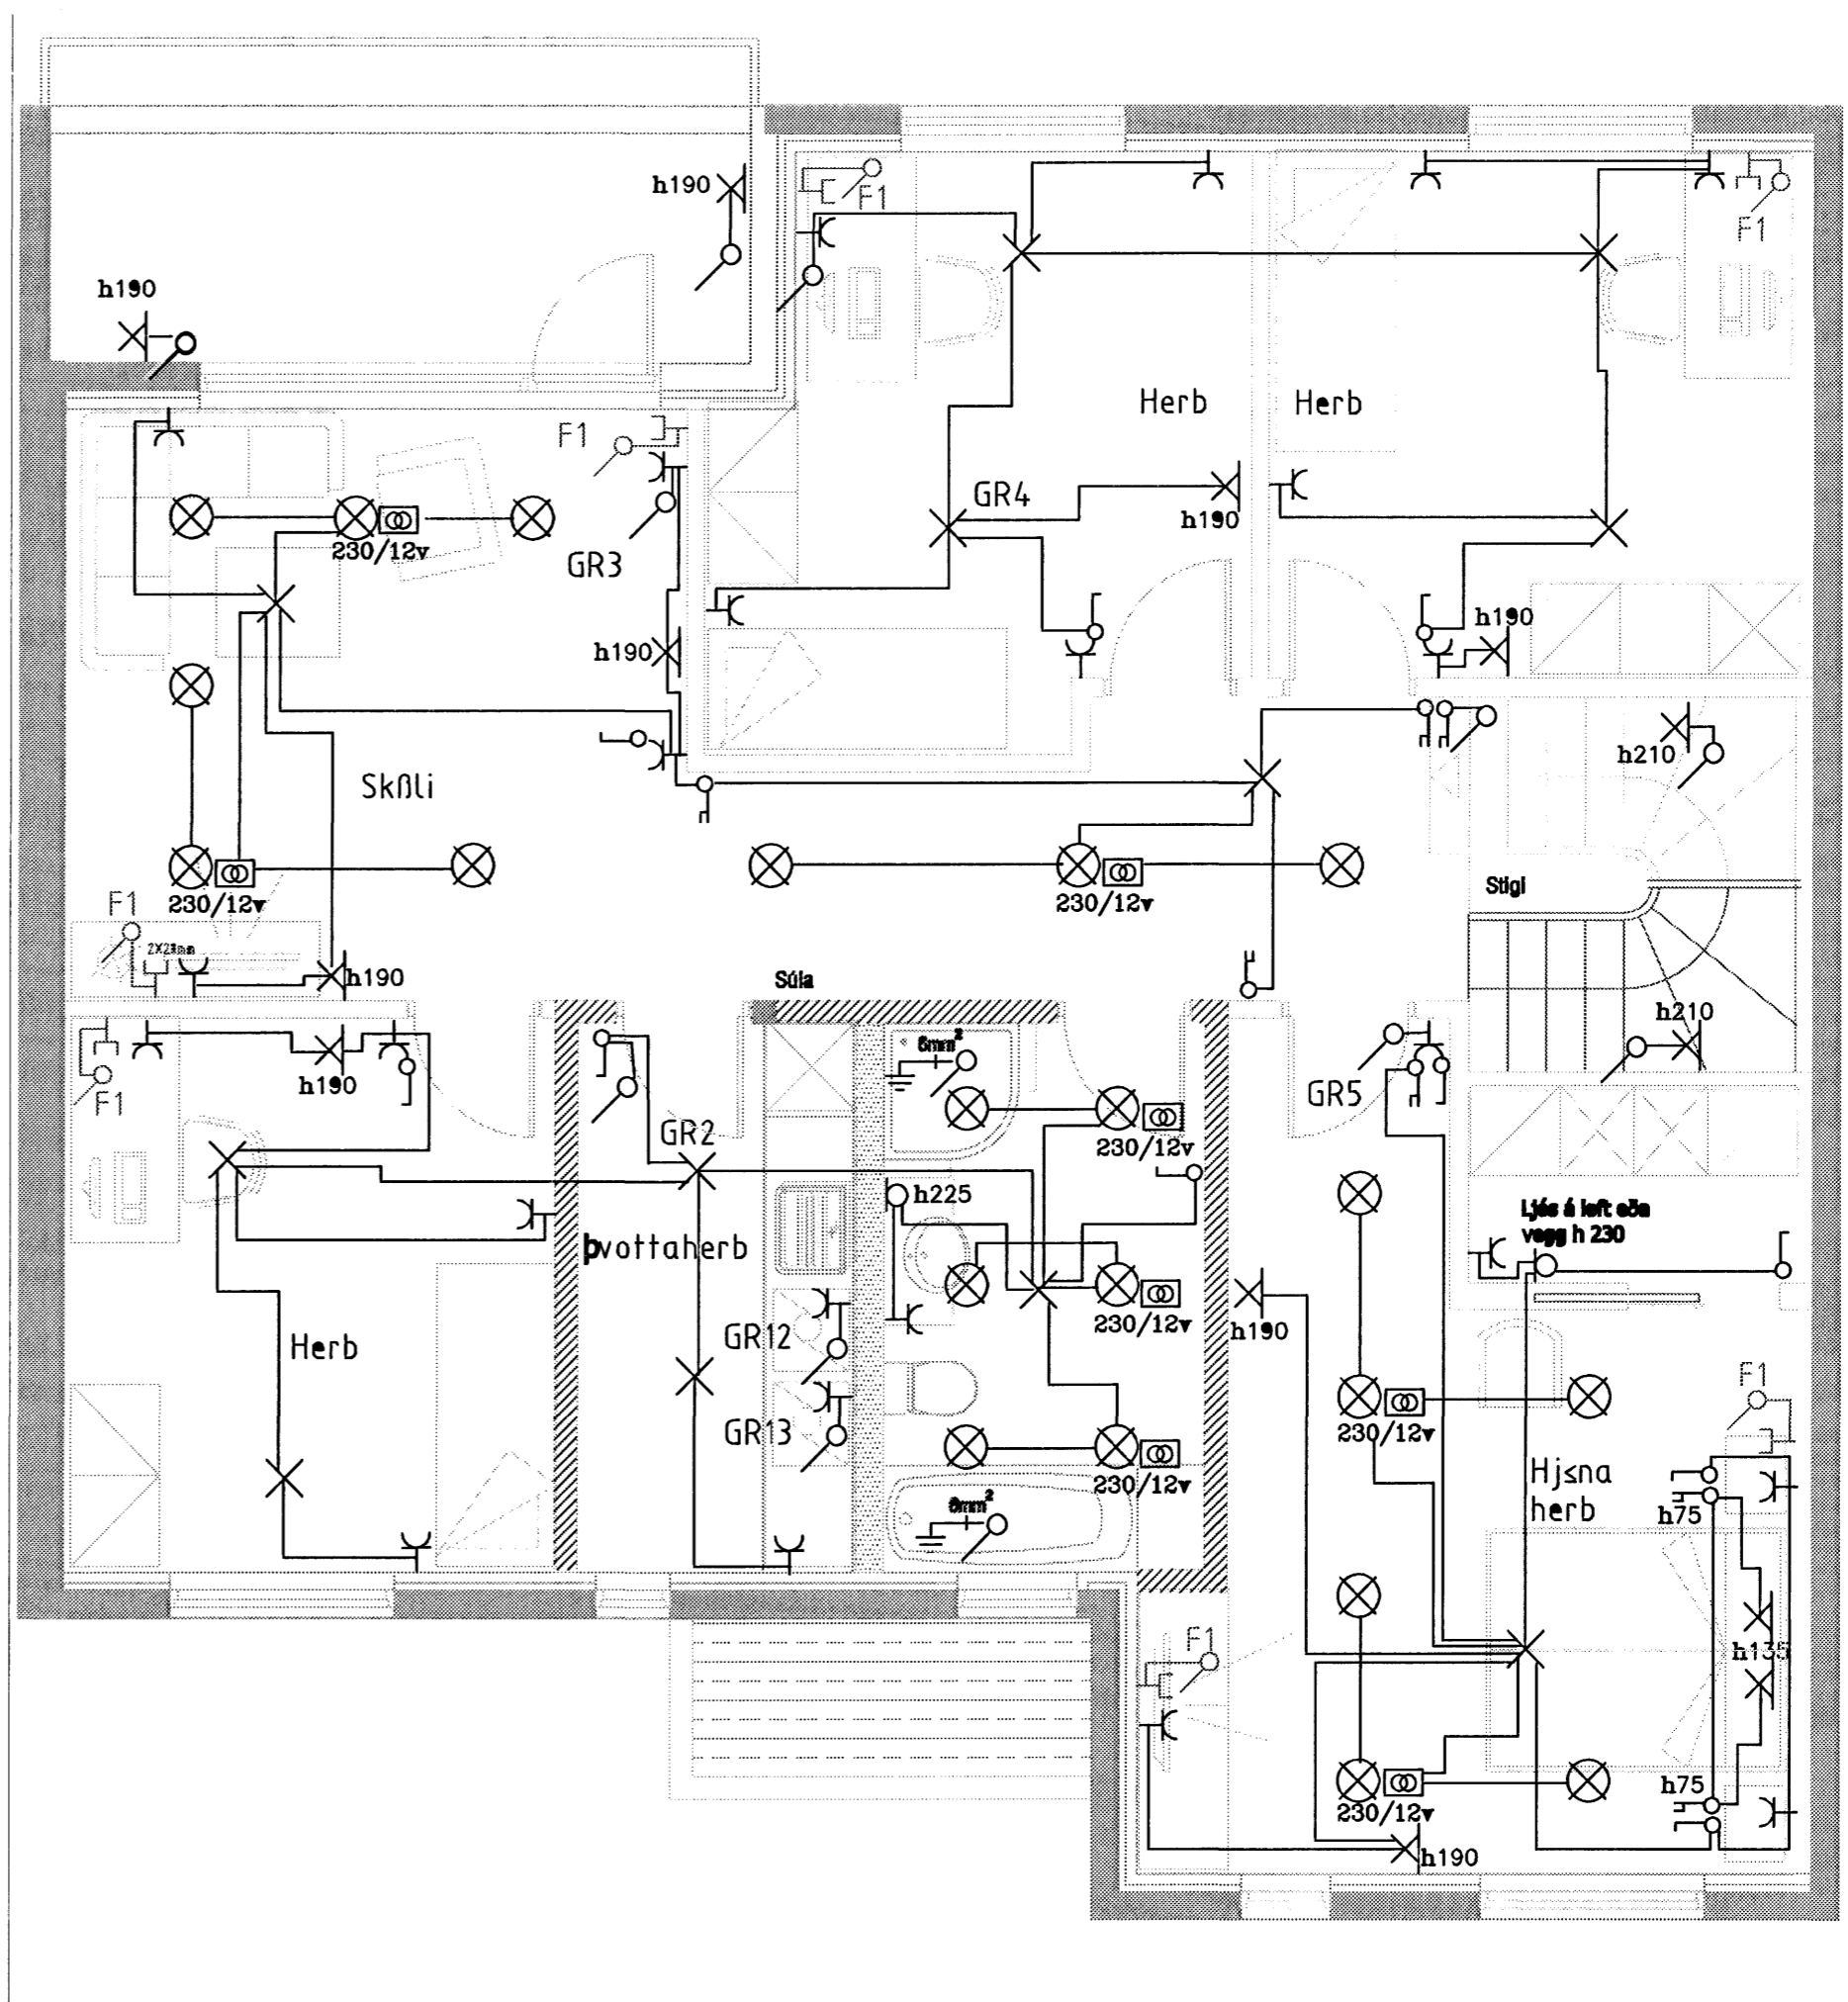 h190
F1
F1
h190
Herb
Herb
F1
GR4
h190
230/12v
GR3
h190
h190
h210
Skßli
Stigi
230/12v
230/12v
F1
2X28mm
h190
Súla
h210
6mm²
h190
F1
GR5
GR2
230/12v
h225
Ljós á loft eða
vegg h 230
þvottaherb
230/12v
h190
GR12
Herb
F1
GR13
230/12v
230/12v
Hj≤na
herb
h75
6mm²
F1
h135
h75
230/12v
h190